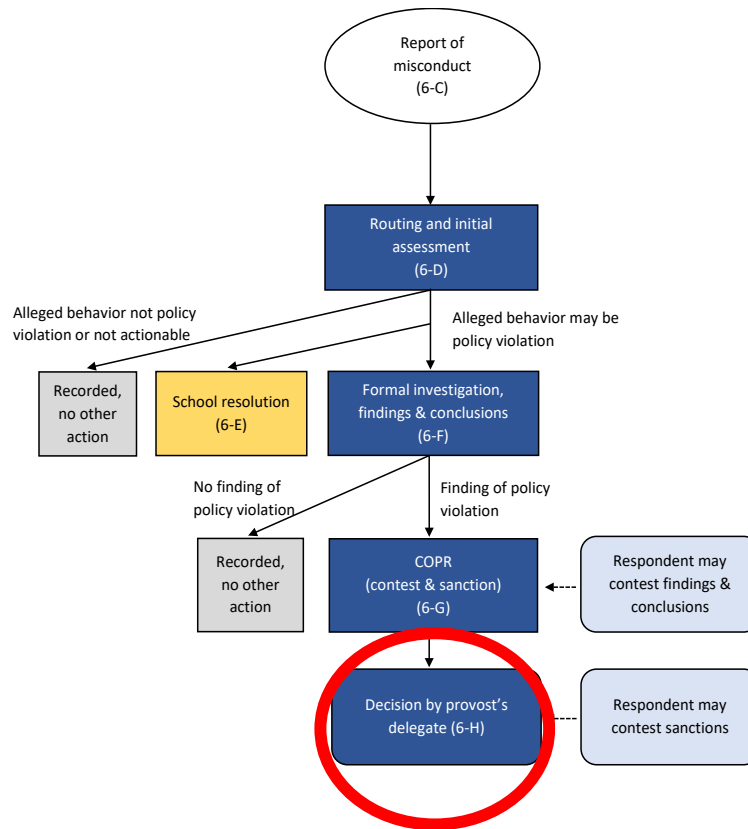 Report of
misconduct
(6-C)
Routing and initial
assessment
(6-D)
Alleged behavior not policy
violation or not actionable
Alleged behavior may be
policy violation
Recorded,
no other
action
School resolution
(6-E)
Formal investigation,
findings & conclusions
(6-F)
No finding of
policy violation
Finding of policy
violation
Recorded,
no other
action
COPR
(contest & sanction)
(6-G)
Respondent may
contest findings &
conclusions
Decision by provost’s
delegate (6-H)
Respondent may
contest sanctions